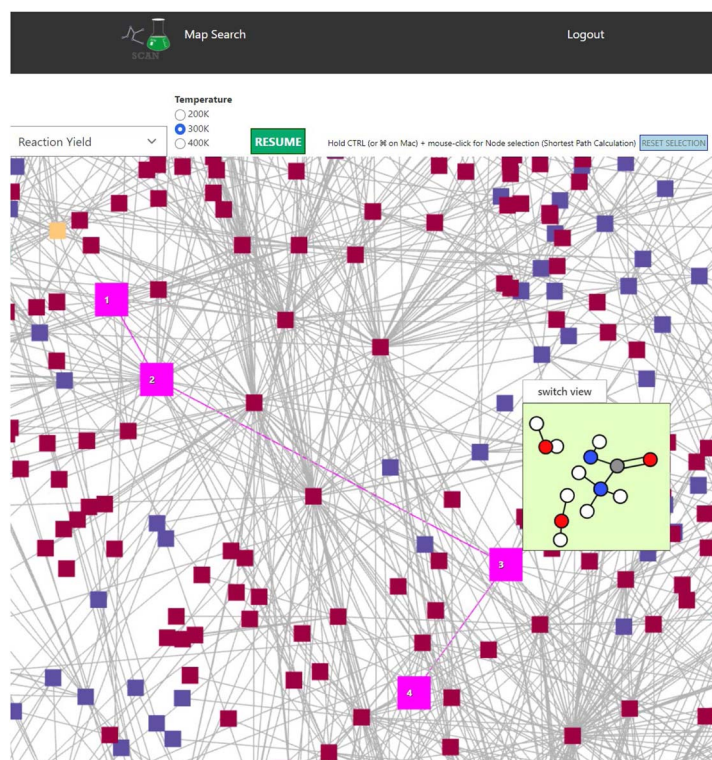 SCAN
Map Search
Logout
Temperature
200K
300K
400K
Reaction Yield
RESUME
Hold CTRL (or ⌘ on Mac) + mouse-click for Node selection (Shortest Path Calculation)
RESET SELECTION
1
2
switch view
3
4